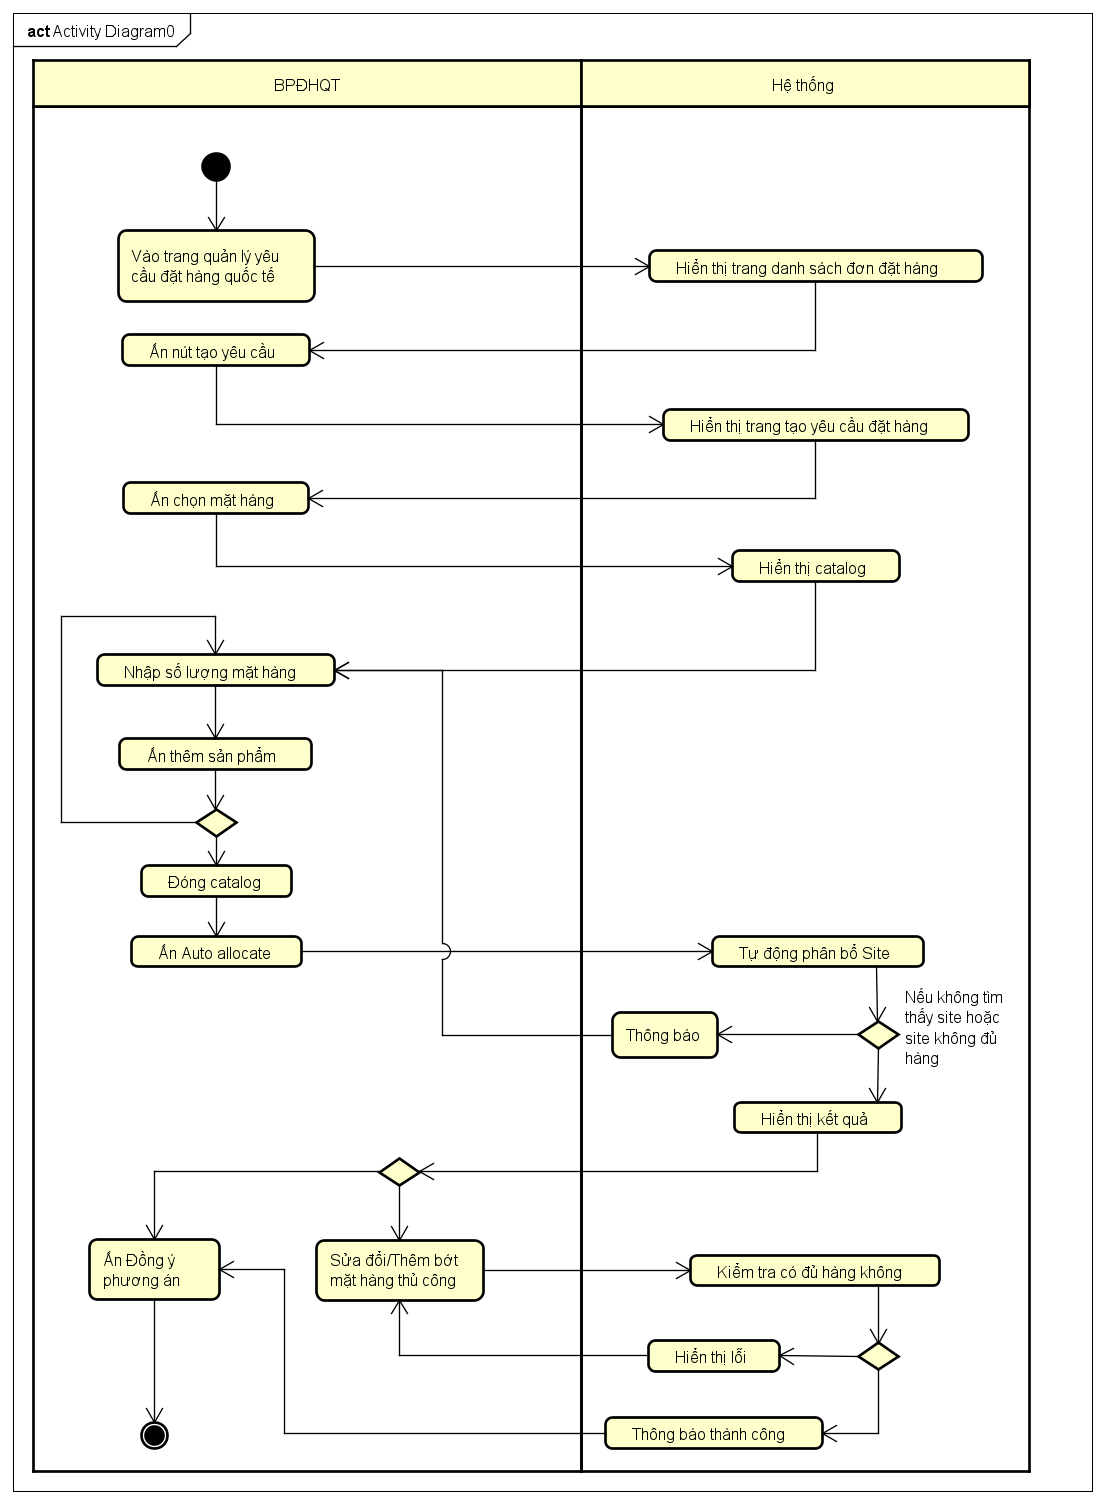 act Activity Diagram0
BPĐHQT
Hệ thống
Vào trang quản lý yêu
cầu đặt hàng quốc tế
Hiển thị trang danh sách đơn đặt hàng
Ấn nút tạo yêu cầu
Hiển thị trang tạo yêu cầu đặt hàng
Ấn chọn mặt hàng
Hiển thị catalog
Nhập số lượng mặt hàng
Ấn thêm sản phẩm
Đóng catalog
Ấn Auto allocate
Tự động phân bổ Site
Nếu không tìm
thấy site hoặc
site không đủ
hàng
Thông báo
Hiển thị kết quả
Ấn Đồng ý
phương án
Sửa đổi/Thêm bớt
mặt hàng thủ công
Kiểm tra có đủ hàng không
Hiển thị lỗi
Thông báo thành công